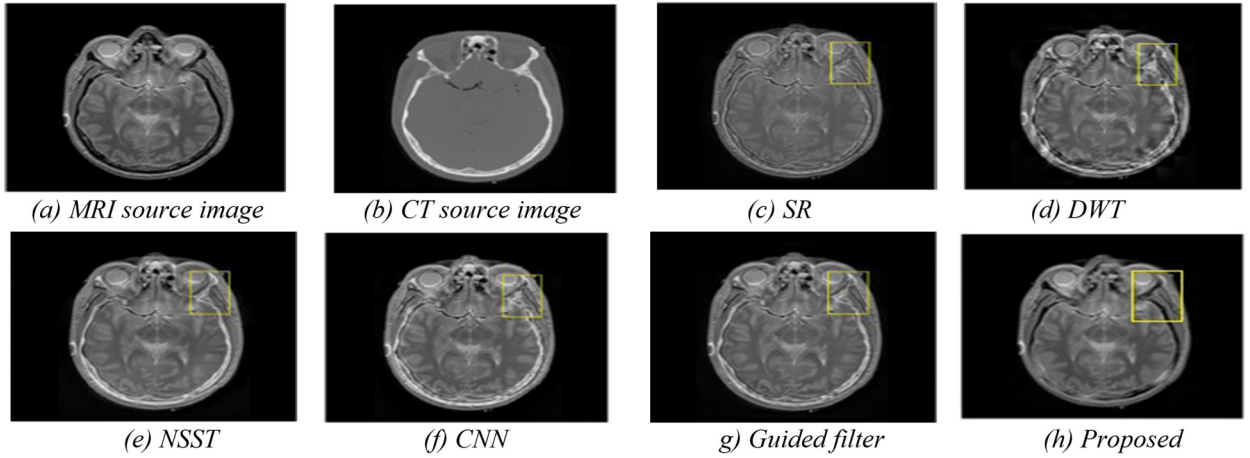 (a) MRI source image
(b) CT source image
(c) SR
(d) DWT
(e) NSST
(f) CNN
g) Guided filter
(h) Proposed